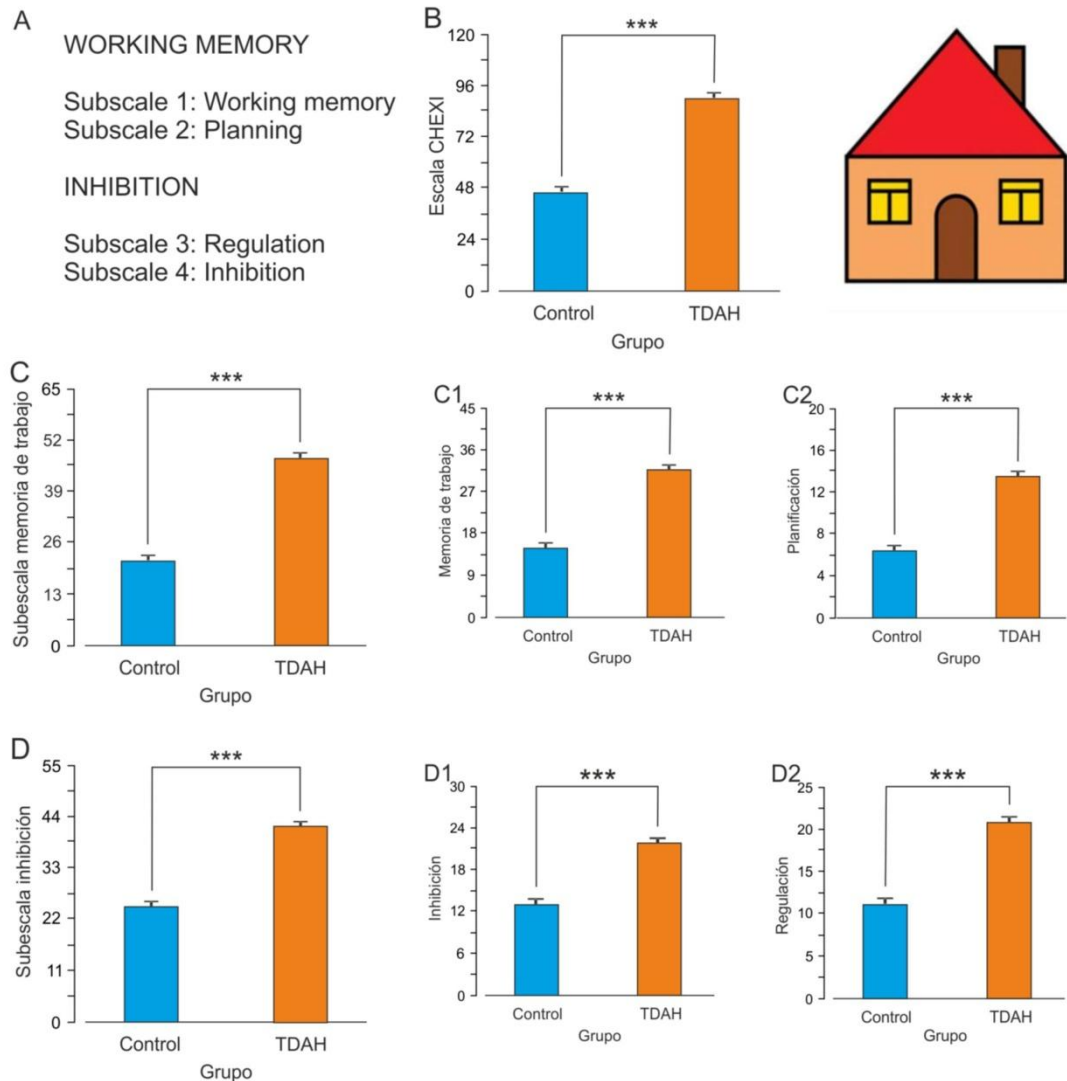 A
WORKING MEMORY
Subscale 1: Working memory
Subscale 2: Planning
INHIBITION
Subscale 3: Regulation
Subscale 4: Inhibition
B
***
Escala CHEXI
120
96
72
48
24
0
Control TDAH
Grupo
C
***
Subescala memoria de trabajo
65
52
39
26
13
0
Control TDAH
Grupo
C1
***
Memoria de trabajo
45
36
27
18
9
0
Control TDAH
Grupo
C2
***
Planificación
20
16
12
8
4
0
Control TDAH
Grupo
D
***
Subescala inhibición
55
44
33
22
11
0
Control TDAH
Grupo
D1
***
Inhibición
30
24
18
12
6
0
Control TDAH
Grupo
D2
***
Regulación
25
20
15
10
5
0
Control TDAH
Grupo